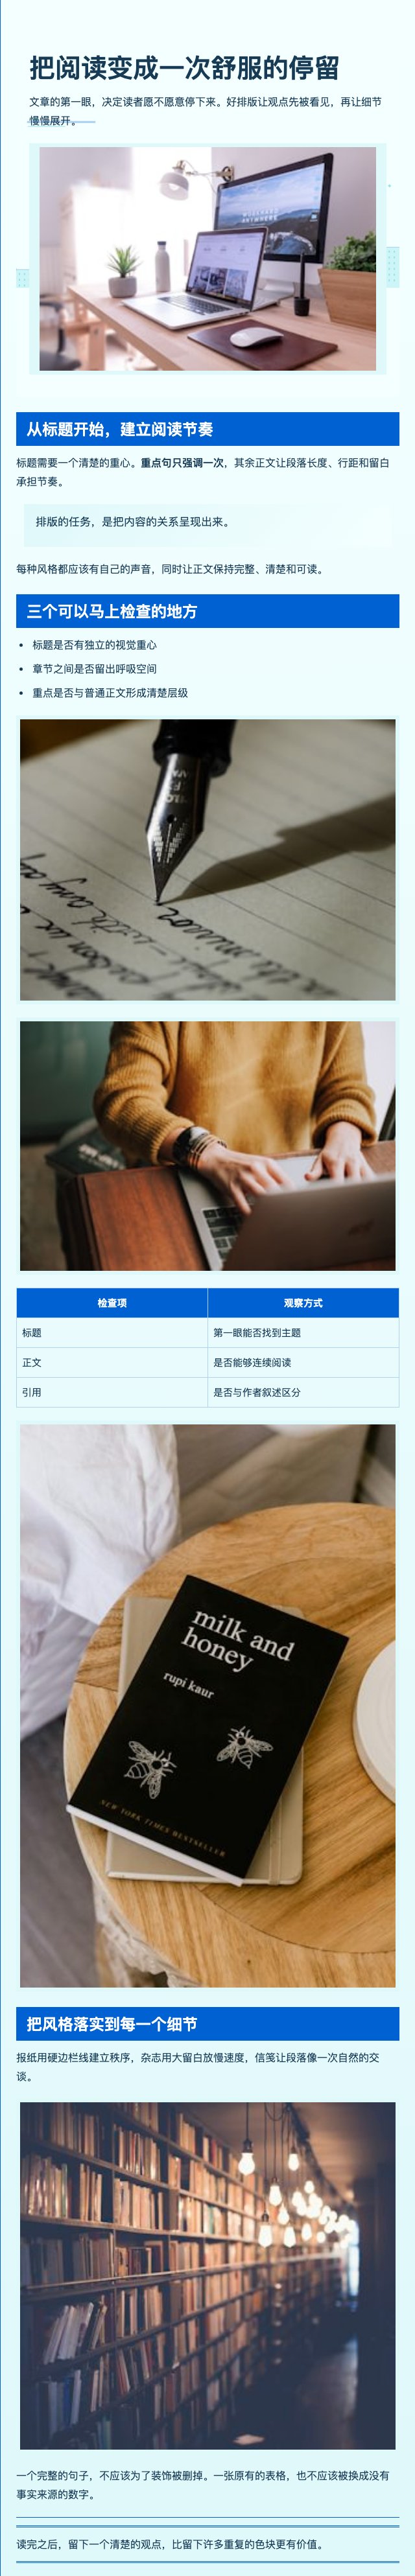 把阅读变成一次舒服的停留
文章的第一眼，决定读者愿不愿意停下来。好排版让观点先被看见，再让细节
慢慢展开。
从标题开始，建立阅读节奏
标题需要一个清楚的重心。重点句只强调一次，其余正文让段落长度、行距和留白
承担节奏。
排版的任务，是把内容的关系呈现出来。
每种风格都应该有自己的声音，同时让正文保持完整、清楚和可读。
三个可以马上检查的地方
• 标题是否有独立的视觉重心
• 章节之间是否留出呼吸空间
• 重点是否与普通正文形成清楚层级
检查项 观察方式
标题 第一眼能否找到主题
正文 是否能够连续阅读
引用 是否与作者叙述区分
milk and
honey
rupi kaur
NEW YORK TIMES BESTSELLER
把风格落实到每一个细节
报纸用硬边栏线建立秩序，杂志用大留白放慢速度，信笺让段落像一次自然的交
谈。
一个完整的句子，不应该为了装饰被删掉。一张原有的表格，也不应该被换成没有
事实来源的数字。
读完之后，留下一个清楚的观点，比留下许多重复的色块更有价值。